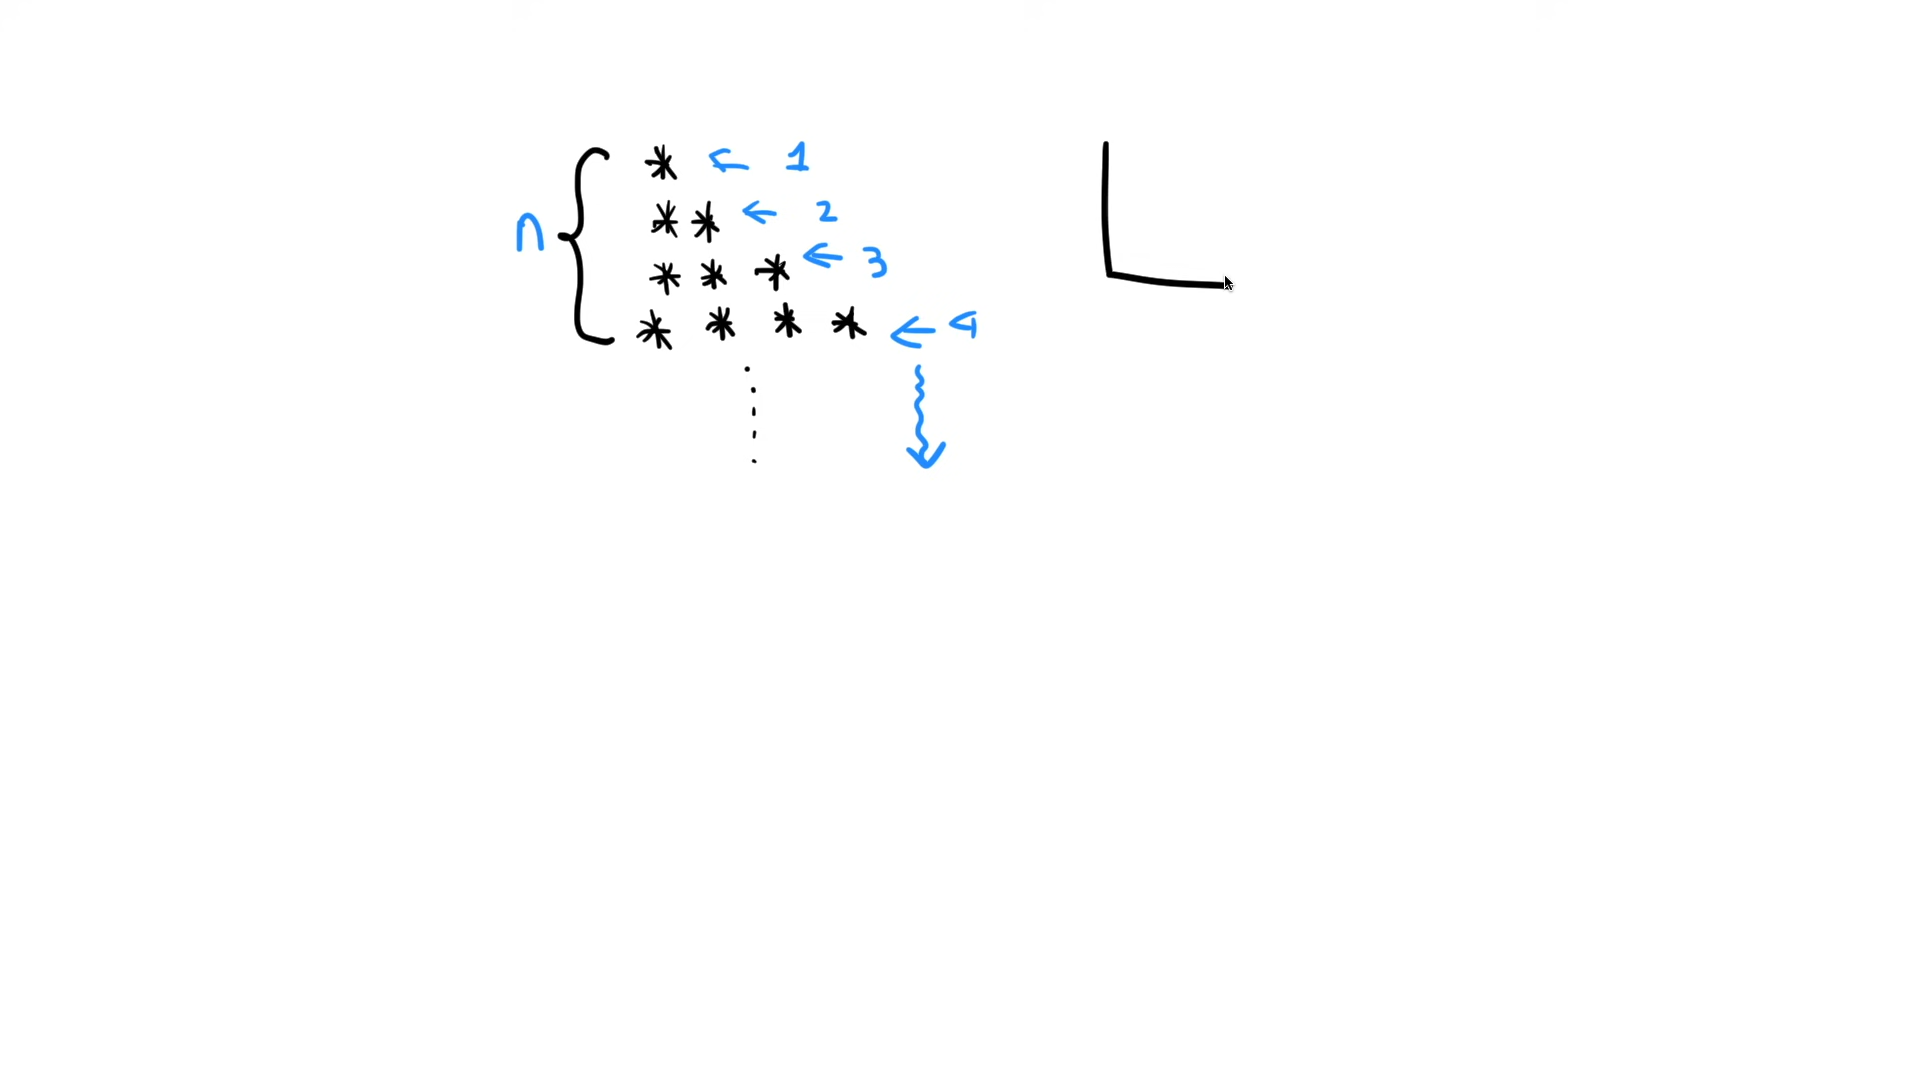 * ← 1
n { * * ← 2
* * * ← 3
* * * * ← 4